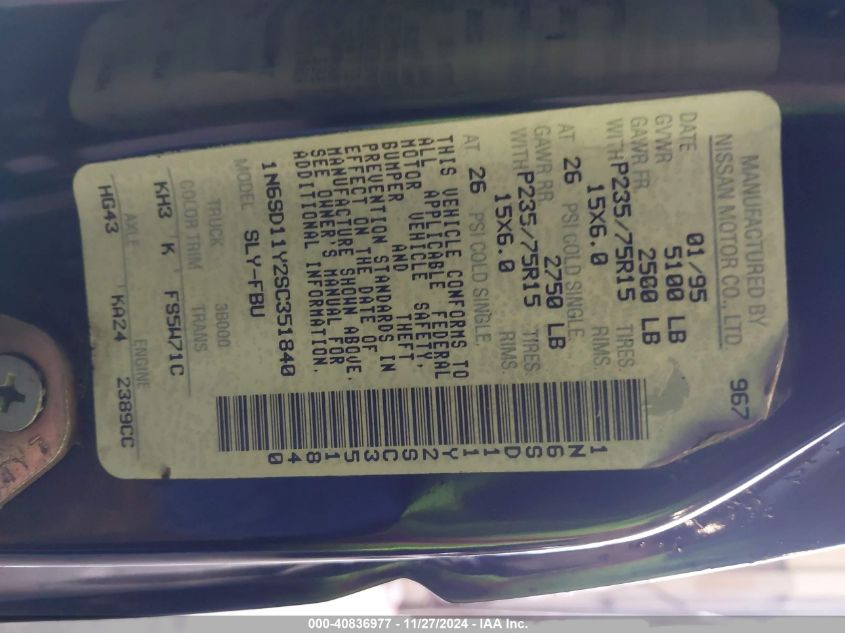 MANUFACTURED BY 967
NISSAN MOTOR CO., LTD.
DATE 01/95
GVWR 5100 LB
GAWR FR. 2500 LB
WITH P235/75R15 TIRES
15X6.0 RIMS
AT 26 PSI COLD SINGLE.
GAWR RR. 2750 LB
WITH P235/75R15 TIRES
15X6.0 RIMS
AT 26 PSI COLD SINGLE.
THIS VEHICLE CONFORMS TO
ALL APPLICABLE FEDERAL
MOTOR VEHICLE SAFETY,
BUMPER AND THEFT
PREVENTION STANDARDS IN
EFFECT ON THE DATE OF
MANUFACTURE SHOWN ABOVE.
SEE OWNER'S MANUAL FOR
ADDITIONAL INFORMATION.
1N6SD11Y2SC351840
MODEL SLY-FBU
TRUCK 3B000
COLOR TRIM TRANS
KH3 K FS5W71C
AXLE ENGINE
HG43 KA24 2389CC
1N6SD11Y2SC351840
000-40836977 - 11/27/2024 - IAA Inc.